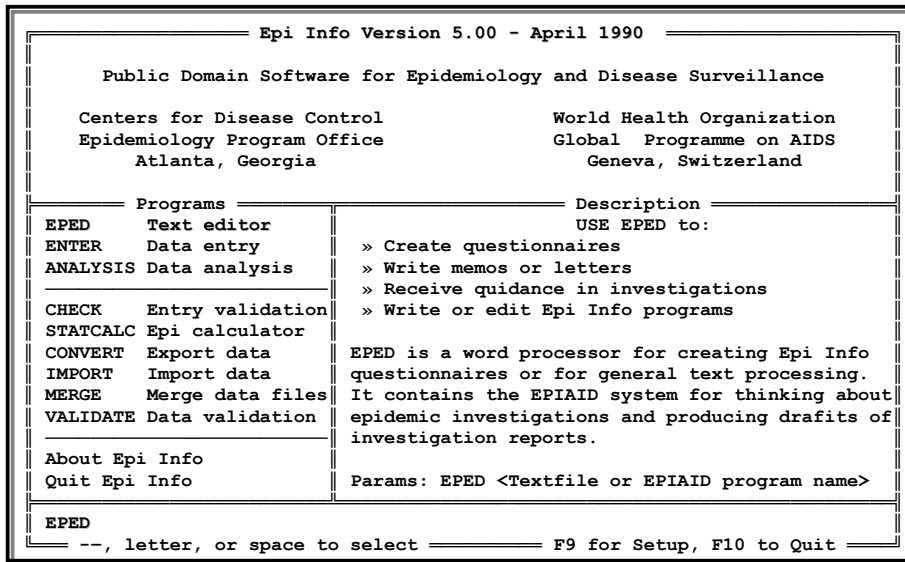 Epi Info Version 5.00 - April 1990
Public Domain Software for Epidemiology and Disease Surveillance
Centers for Disease Control World Health Organization
Epidemiology Program Office Global Programme on AIDS
Atlanta, Georgia Geneva, Switzerland
Programs Description
EPED Text editor USE EPED to:
ENTER Data entry » Create questionnaires
ANALYSIS Data analysis » Write memos or letters
» Receive quidance in investigations
CHECK Entry validation » Write or edit Epi Info programs
STATCALC Epi calculator
CONVERT Export data EPED is a word processor for creating Epi Info
IMPORT Import data questionnaires or for general text processing.
MERGE Merge data files It contains the EPIAID system for thinking about
VALIDATE Data validation epidemic investigations and producing drafits of
investigation reports.
About Epi Info
Quit Epi Info Params: EPED <Textfile or EPIAID program name>
EPED
--, letter, or space to select F9 for Setup, F10 to Quit